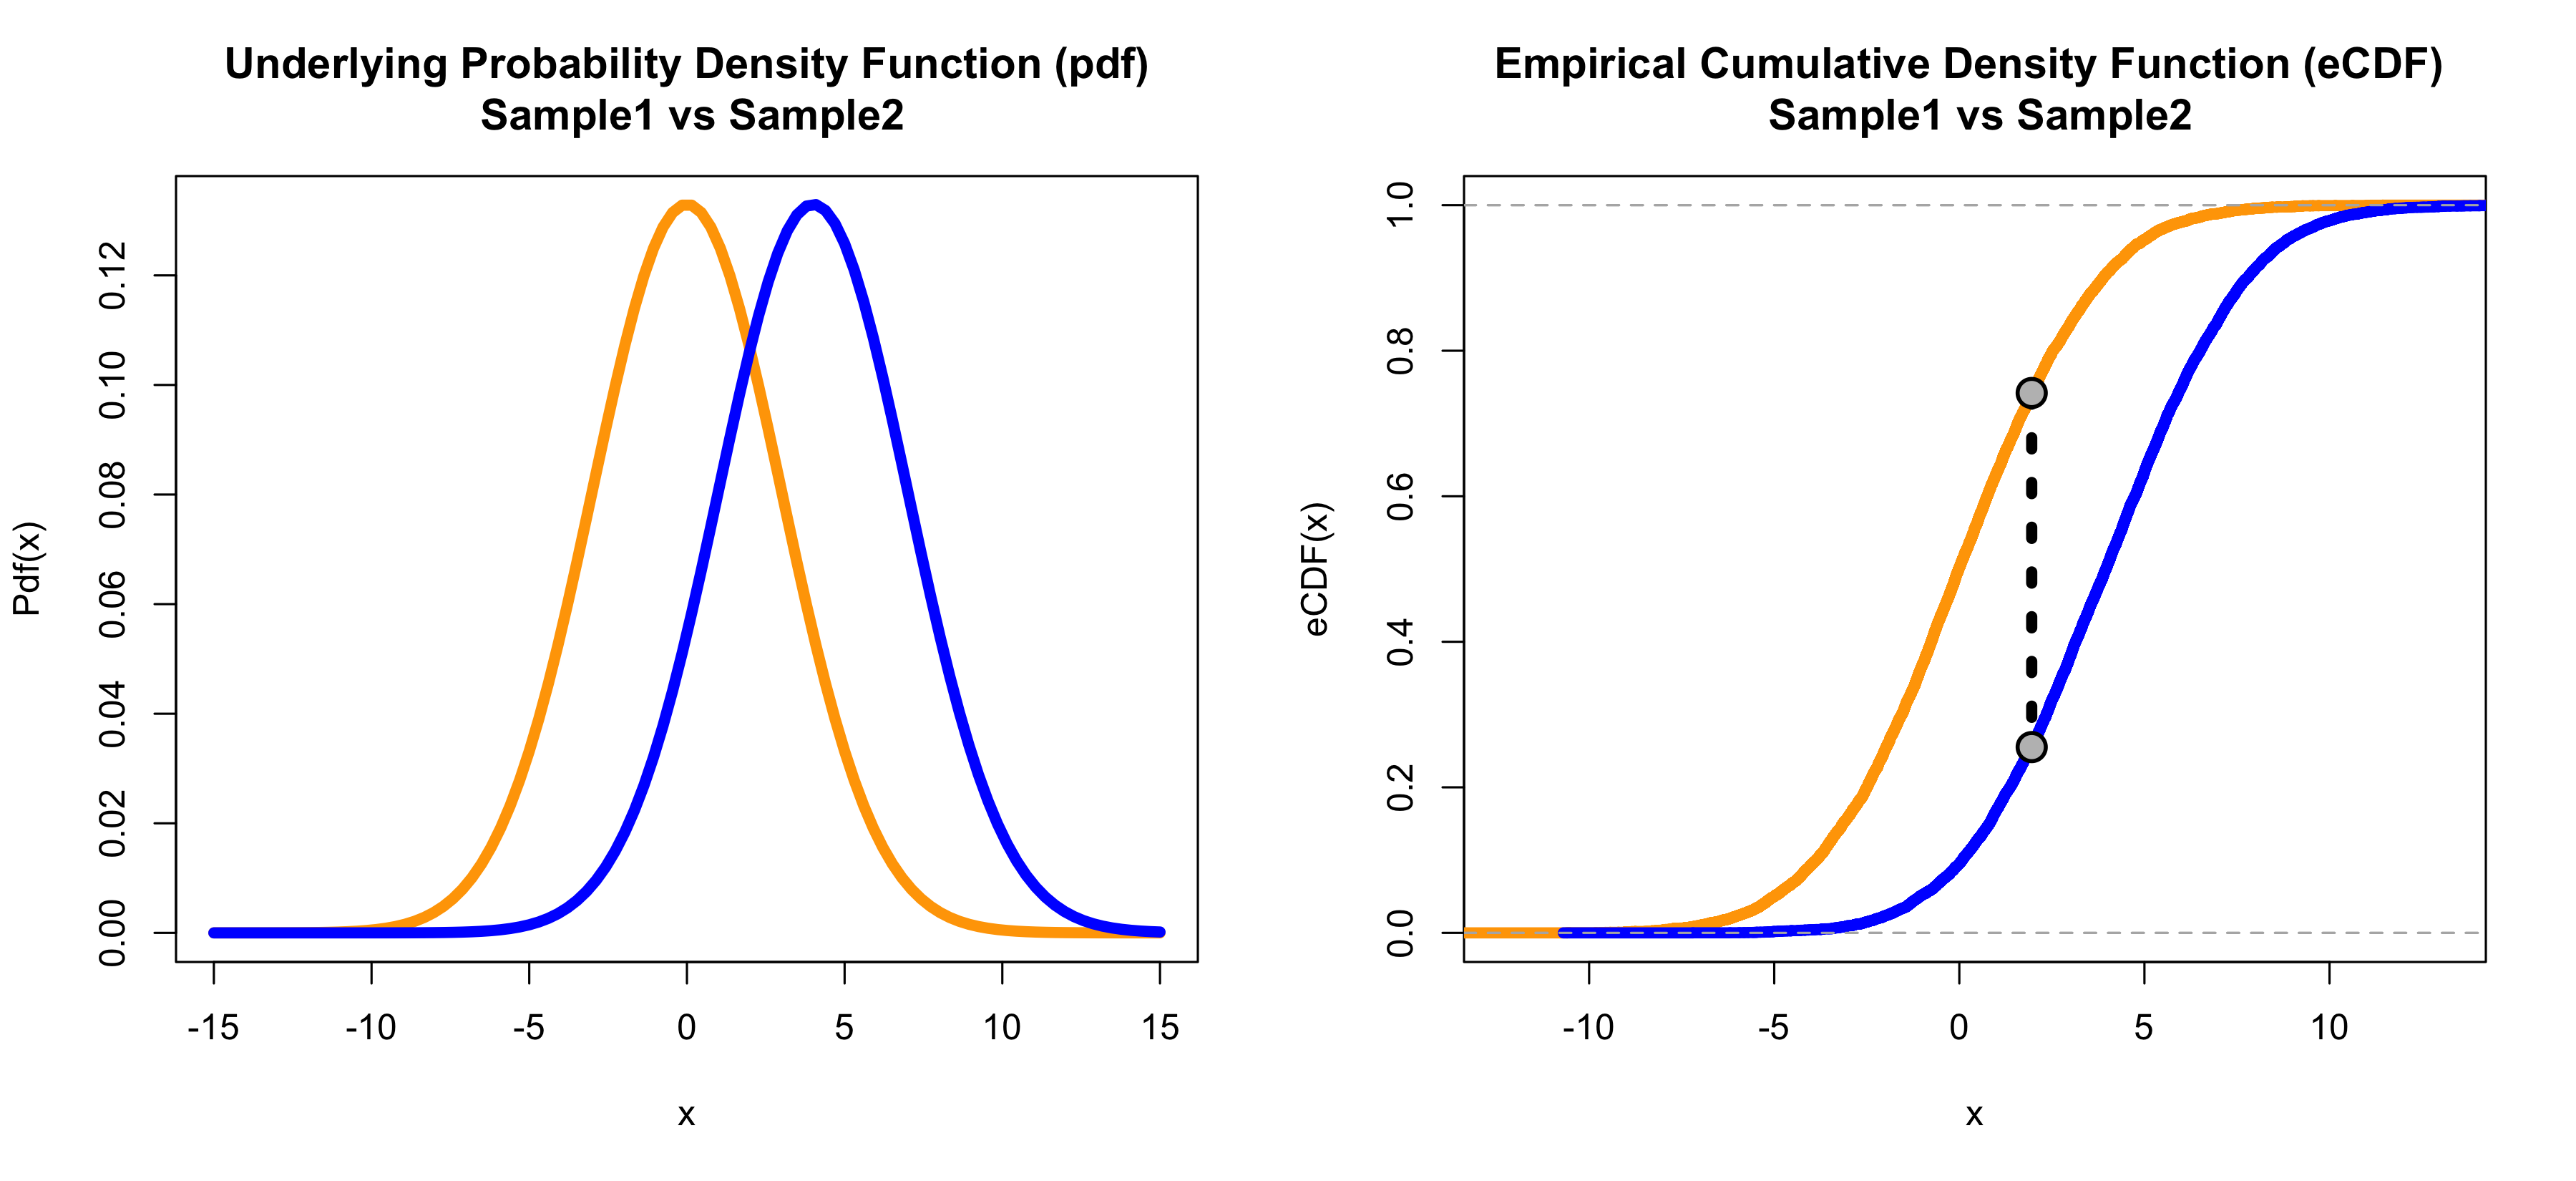 Underlying Probability Density Function (pdf)
Sample1 vs Sample2
Pdf(x)
0.12
0.10
0.08
0.06
0.04
0.02
0.00
-15 -10 -5 0 5 10 15
x
Empirical Cumulative Density Function (eCDF)
Sample1 vs Sample2
eCDF(x)
1.0
0.8
0.6
0.4
0.2
0.0
-10 -5 0 5 10
x